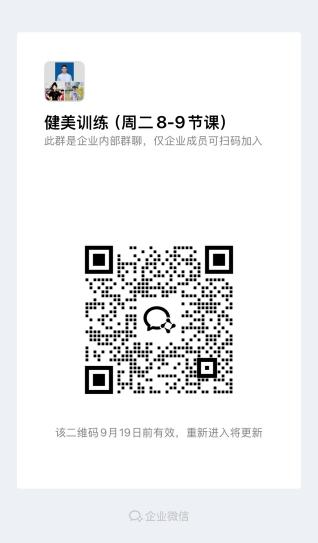 健美训练（周二8-9节课）
此群是企业内部群聊，仅企业成员可扫码加入
该二维码9月19日前有效，重新进入将更新
企业微信